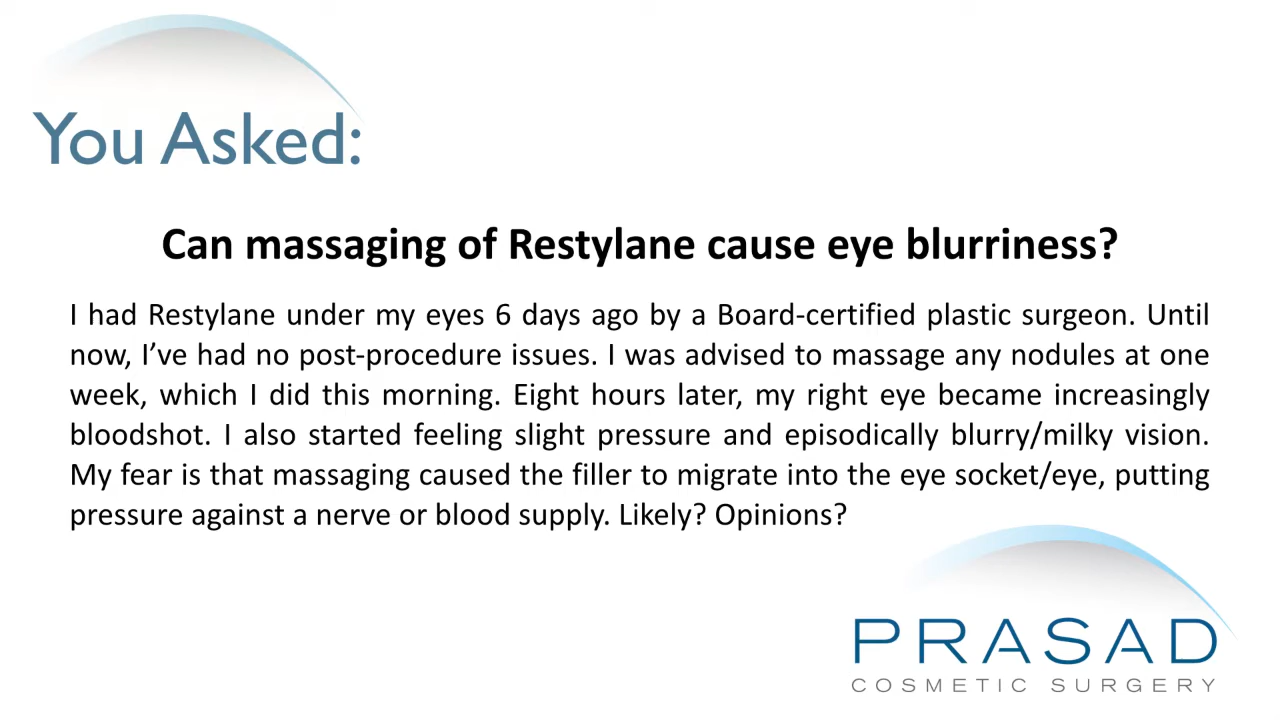 You Asked:
Can massaging of Restylane cause eye blurriness?
I had Restylane under my eyes 6 days ago by a Board-certified plastic surgeon. Until
now, I’ve had no post-procedure issues. I was advised to massage any nodules at one
week, which I did this morning. Eight hours later, my right eye became increasingly
bloodshot. I also started feeling slight pressure and episodically blurry/milky vision.
My fear is that massaging caused the filler to migrate into the eye socket/eye, putting
pressure against a nerve or blood supply. Likely? Opinions?
PRASAD
COSMETIC SURGERY